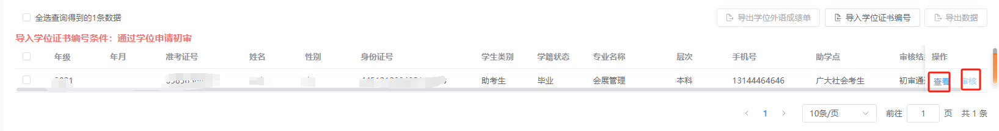 全选查询得到的1条数据 导出学位外语成绩单 导入学位证书编号 导出数据
导入学位证书编号条件：通过学位申请初审
年级 年月 准考证号 姓名 性别 身份证号 学生类别 学籍状态 专业名称 层次 手机号 助学点 审核结 操作
助考生 毕业 会展管理 本科 13144464646 广大社会考生 初审通 查看 审核
1 10条/页 前往 1 页 共 1 条